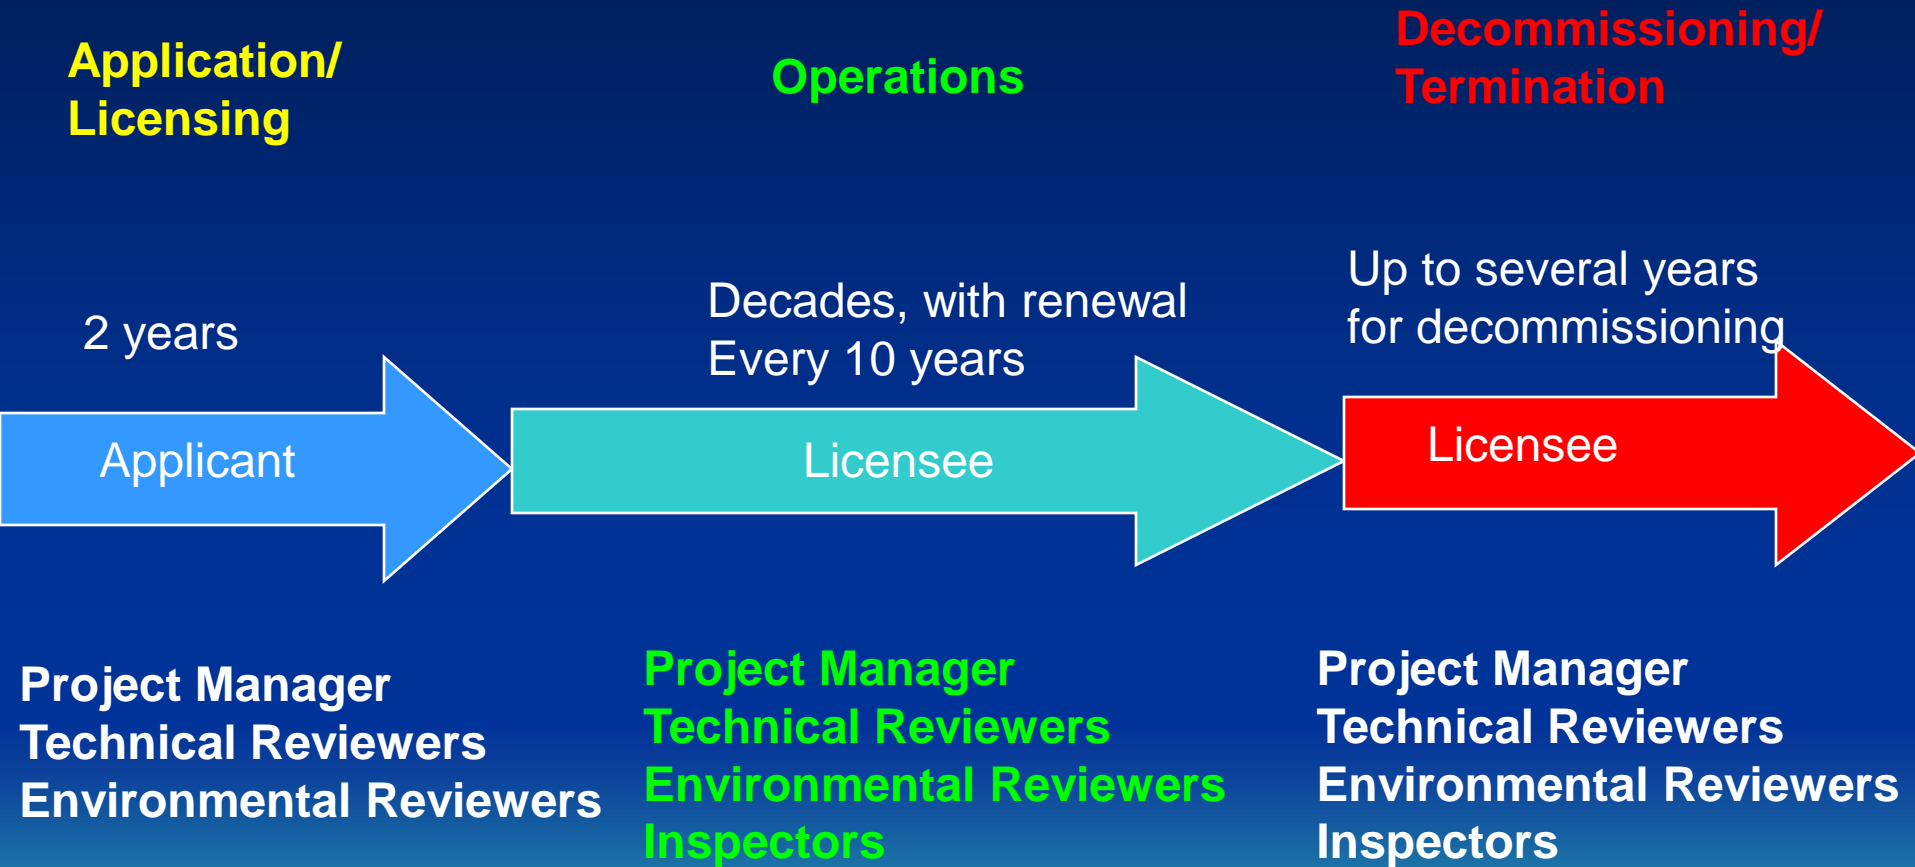 Application/
Licensing
Operations
Decommissioning/
Termination
2 years
Decades, with renewal
Every 10 years
Up to several years
for decommissioning
Applicant
Licensee
Licensee
Project Manager
Technical Reviewers
Environmental Reviewers
Project Manager
Technical Reviewers
Environmental Reviewers
Inspectors
Project Manager
Technical Reviewers
Environmental Reviewers
Inspectors